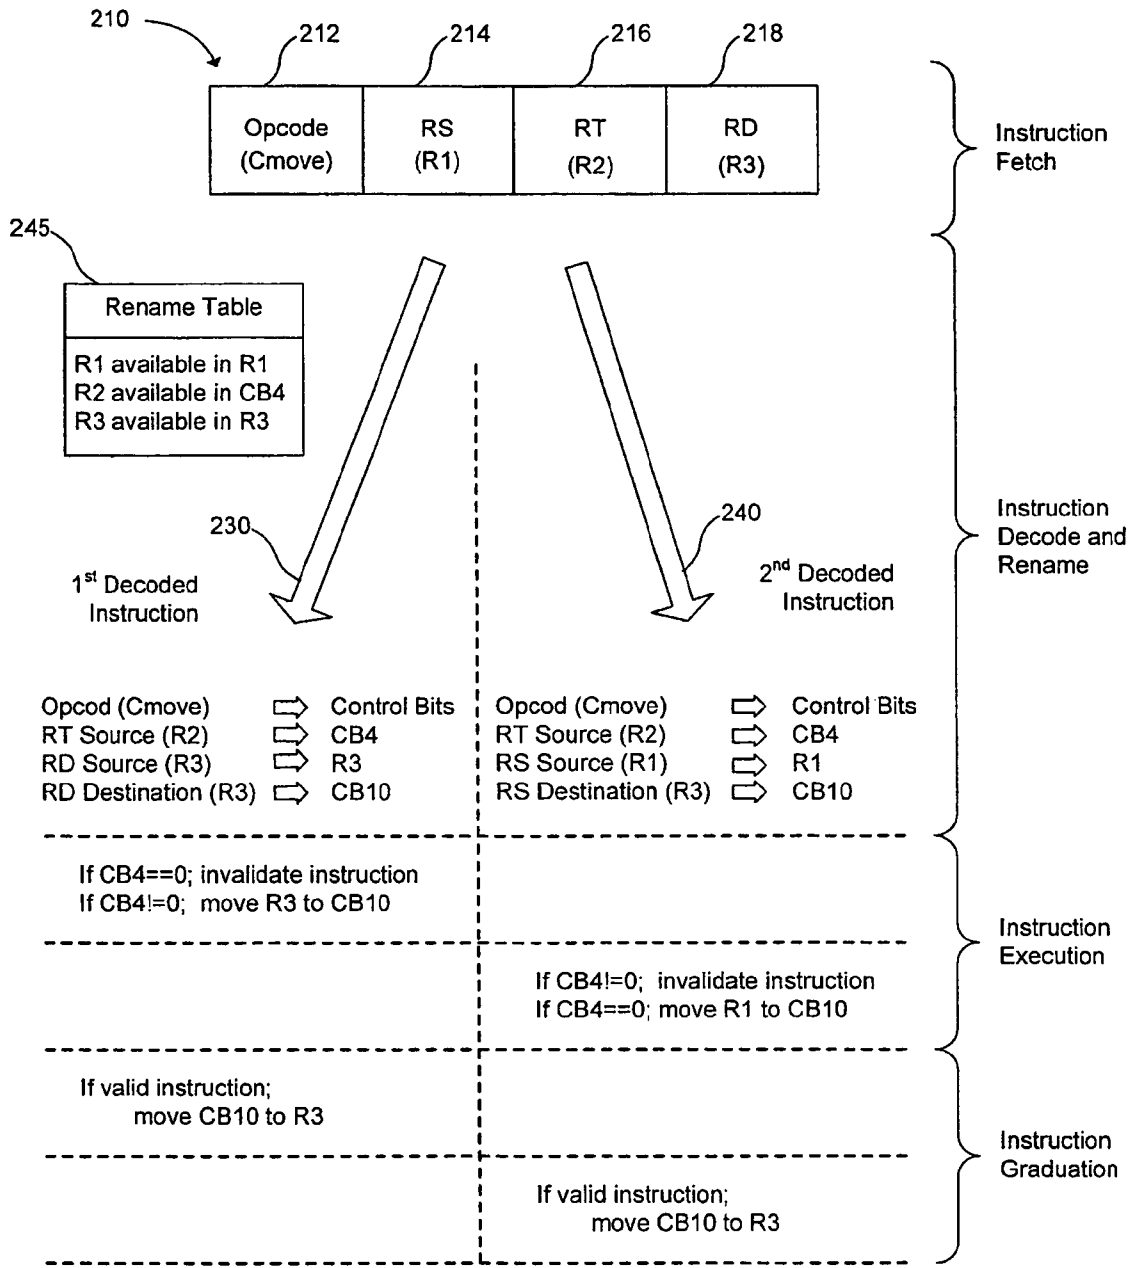 210
212
214
216
218
Opcode
(Cmove)
RS
(R1)
RT
(R2)
RD
(R3)
Instruction
Fetch
245
Rename Table
R1 available in R1
R2 available in CB4
R3 available in R3
230
240
1st Decoded
Instruction
2nd Decoded
Instruction
Instruction
Decode and
Rename
Opcod (Cmove) Control Bits
RT Source (R2) CB4
RD Source (R3) R3
RD Destination (R3) CB10
Opcod (Cmove) Control Bits
RT Source (R2) CB4
RS Source (R1) R1
RS Destination (R3) CB10
If CB4==0; invalidate instruction
If CB4!=0; move R3 to CB10
If CB4!=0; invalidate instruction
If CB4==0; move R1 to CB10
Instruction
Execution
If valid instruction;
move CB10 to R3
If valid instruction;
move CB10 to R3
Instruction
Graduation